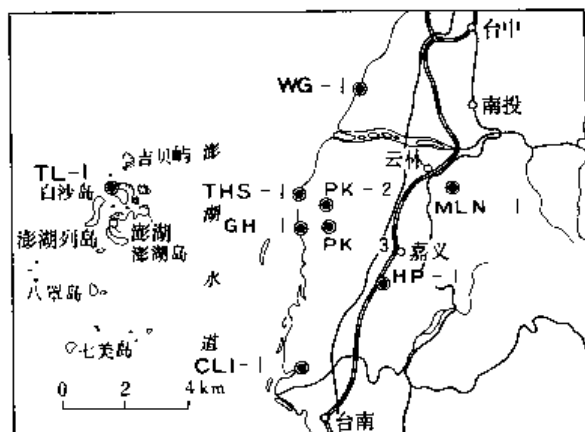 台中
WG-1
南投
吉贝屿
澎
云林
TL-1
白沙岛
THS-1
PK-2
MLN 1
湖
GH 1
PK
3
澎湖列岛
澎湖
澎湖岛
嘉义
水
HP-1
八罩岛
七美岛
道
CLI-1
0 2 4km
台南